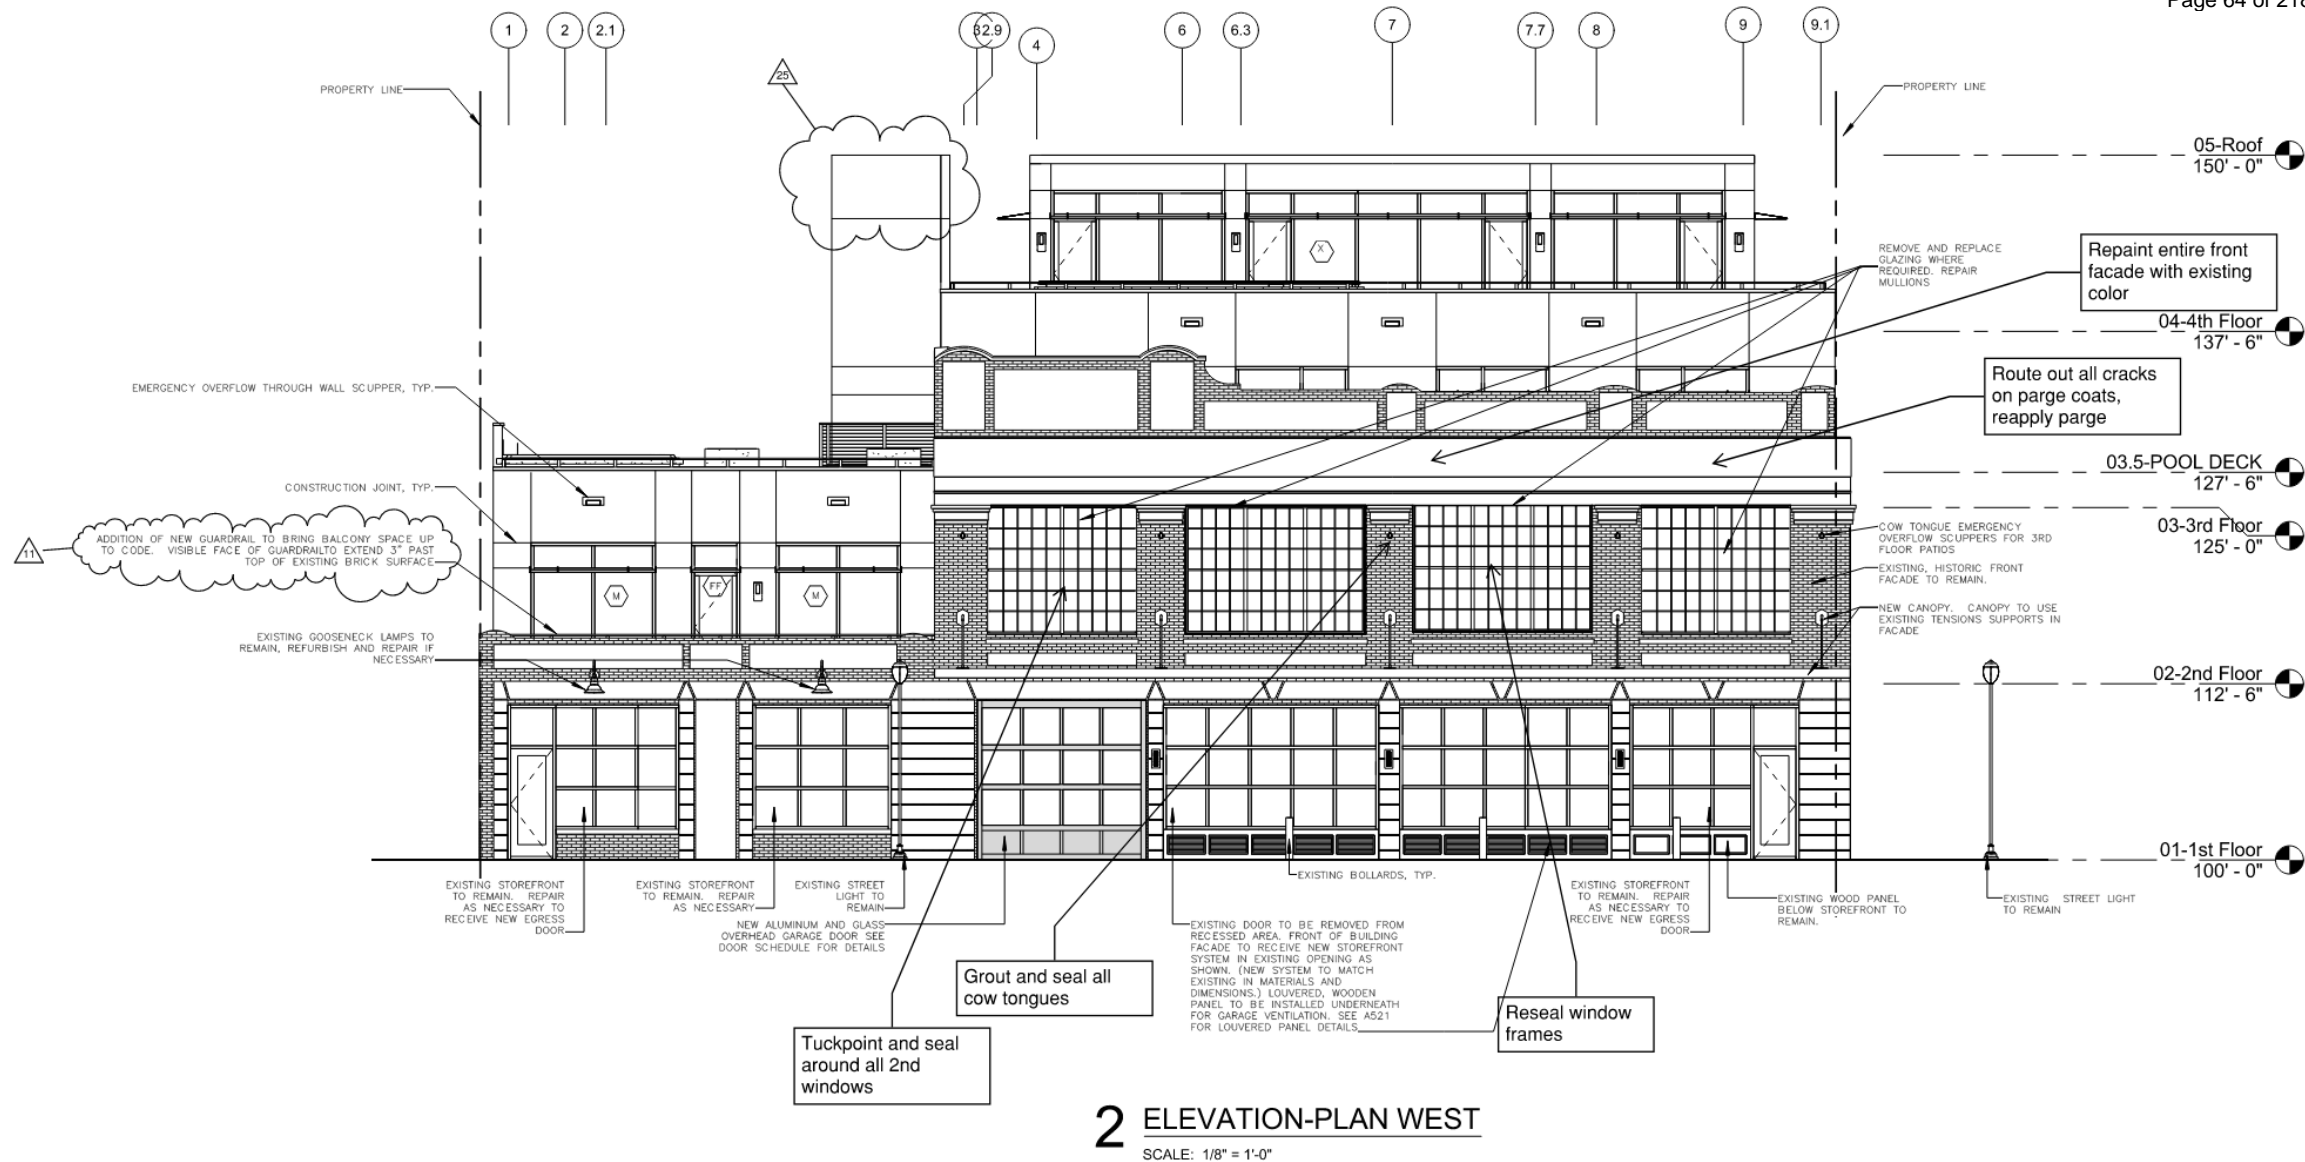 Page 64 of 218
1
2
2.1
3
2.9
4
6
6.3
7
7.7
8
9
9.1
25
PROPERTY LINE
PROPERTY LINE
05-Roof
150' - 0"
REMOVE AND REPLACE
GLAZING WHERE
REQUIRED. REPAIR
MULLIONS
Repaint entire front
facade with existing
color
X
04-4th Floor
137' - 6"
EMERGENCY OVERFLOW THROUGH WALL SCUPPER, TYP.
Route out all cracks
on parge coats,
reapply parge
03.5-POOL DECK
127' - 6"
CONSTRUCTION JOINT, TYP.
11
ADDITION OF NEW GUARDRAIL TO BRING BALCONY SPACE UP
TO CODE. VISIBLE FACE OF GUARDRAILTO EXTEND 3" PAST
TOP OF EXISTING BRICK SURFACE
COW TONGUE EMERGENCY
OVERFLOW SCUPPERS FOR 3RD
FLOOR PATIOS
03-3rd Floor
125' - 0"
EXISTING, HISTORIC FRONT
FACADE TO REMAIN.
M
FF
M
NEW CANOPY. CANOPY TO USE
EXISTING TENSIONS SUPPORTS IN
FACADE
EXISTING GOOSENECK LAMPS TO
REMAIN, REFURBISH AND REPAIR IF
NECESSARY
02-2nd Floor
112' - 6"
01-1st Floor
100' - 0"
EXISTING STOREFRONT
TO REMAIN. REPAIR
AS NECESSARY TO
RECEIVE NEW EGRESS
DOOR
EXISTING STOREFRONT
TO REMAIN. REPAIR
AS NECESSARY
EXISTING STREET
LIGHT TO
REMAIN
NEW ALUMINUM AND GLASS
OVERHEAD GARAGE DOOR SEE
DOOR SCHEDULE FOR DETAILS
EXISTING BOLLARDS, TYP.
EXISTING DOOR TO BE REMOVED FROM
RECESSED AREA. FRONT OF BUILDING
FACADE TO RECEIVE NEW STOREFRONT
SYSTEM IN EXISTING OPENING AS
SHOWN. (NEW SYSTEM TO MATCH
EXISTING IN MATERIALS AND
DIMENSIONS.) LOUVERED, WOODEN
PANEL TO BE INSTALLED UNDERNEATH
FOR GARAGE VENTILATION. SEE A521
FOR LOUVERED PANEL DETAILS
EXISTING STOREFRONT
TO REMAIN. REPAIR
AS NECESSARY TO
RECEIVE NEW EGRESS
DOOR
EXISTING WOOD PANEL
BELOW STOREFRONT TO
REMAIN.
EXISTING STREET LIGHT
TO REMAIN
Grout and seal all
cow tongues
Reseal window
frames
Tuckpoint and seal
around all 2nd
windows
2 ELEVATION-PLAN WEST
SCALE: 1/8" = 1'-0"